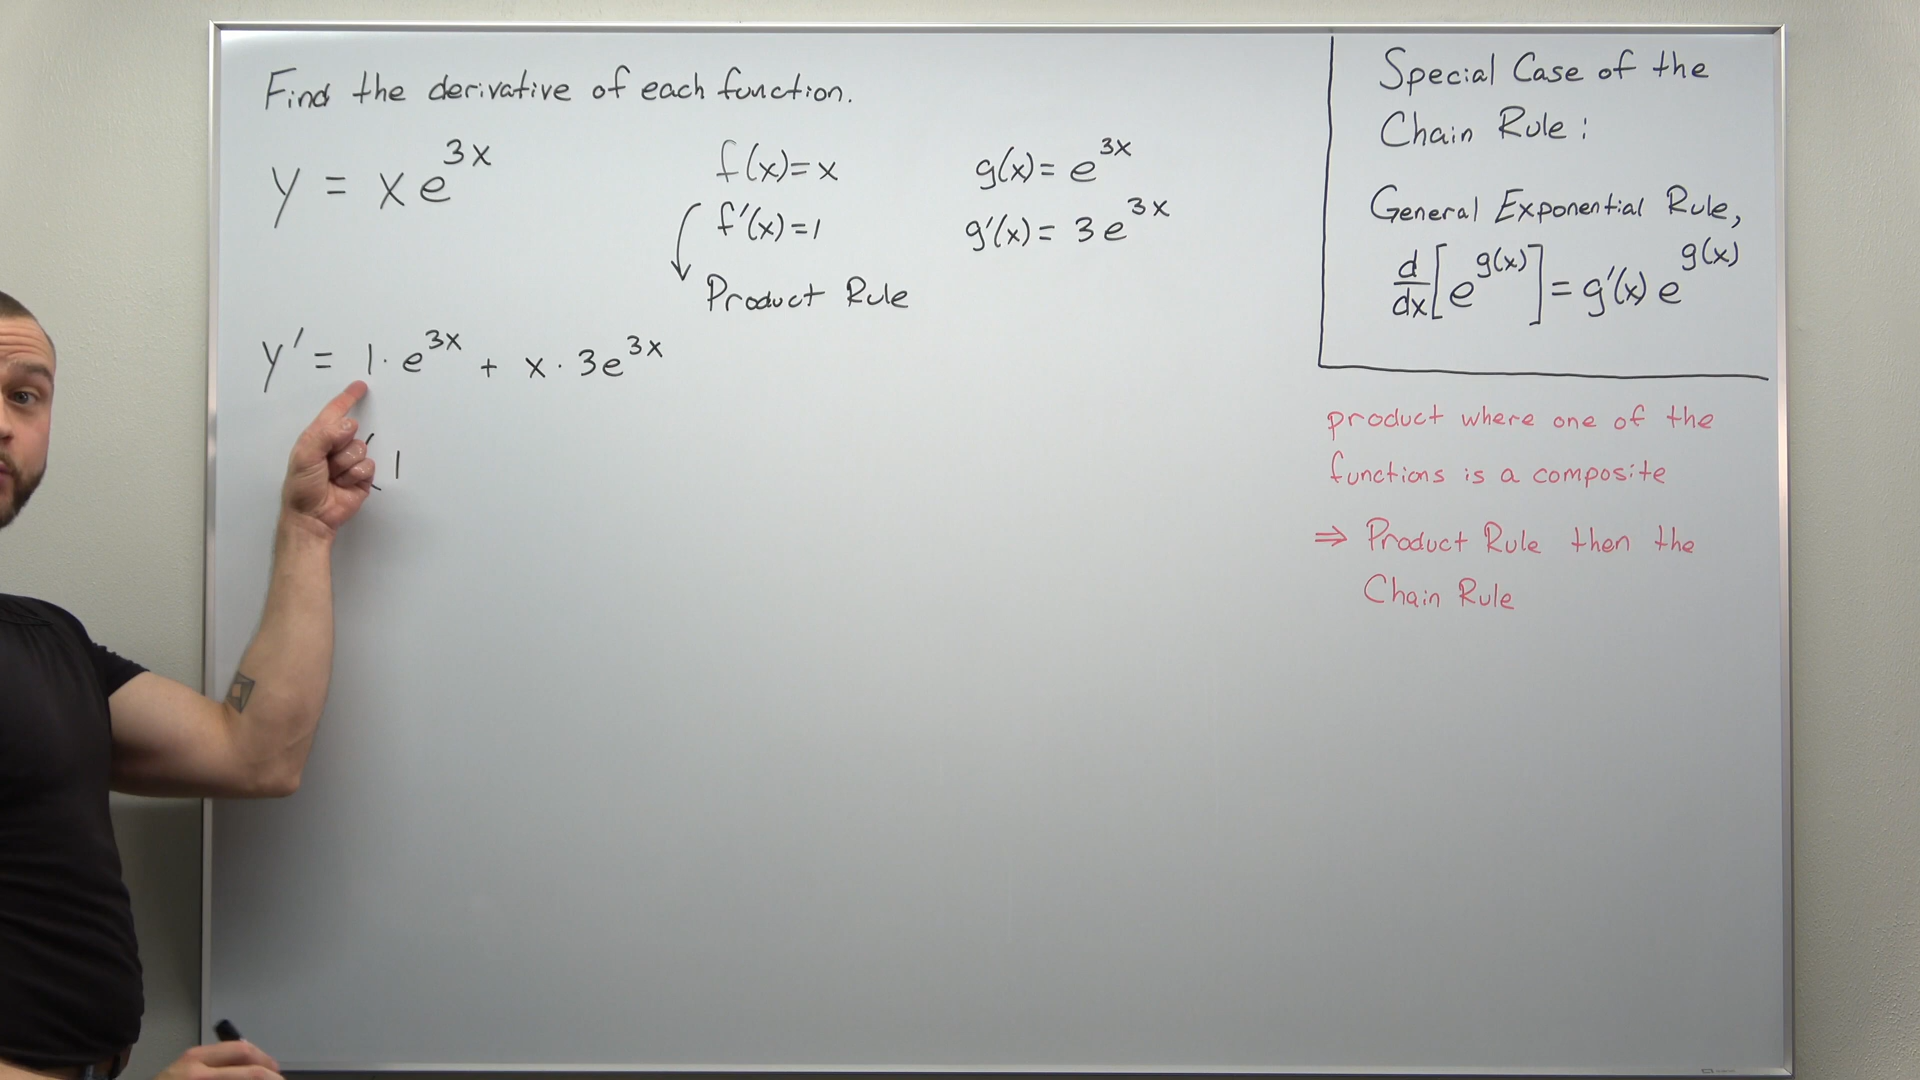 Find the derivative of each function.
y = xe^{3x}
f(x)=x
g(x)= e^{3x}
f'(x)=1
g'(x)= 3e^{3x}
Product Rule
y' = 1 · e^{3x} + x · 3e^{3x}
( 1
Special Case of the
Chain Rule:
General Exponential Rule,
d/dx[e^{g(x)}] = g'(x) e^{g(x)}
product where one of the
functions is a composite
⇒ Product Rule then the
Chain Rule